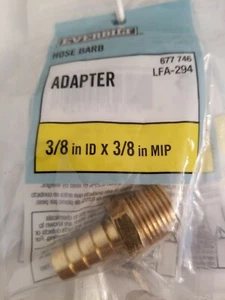 EVERBILT
HOSE BARB
677 746
ADAPTER
LFA-294
3/8 in ID X 3/8 in MIP